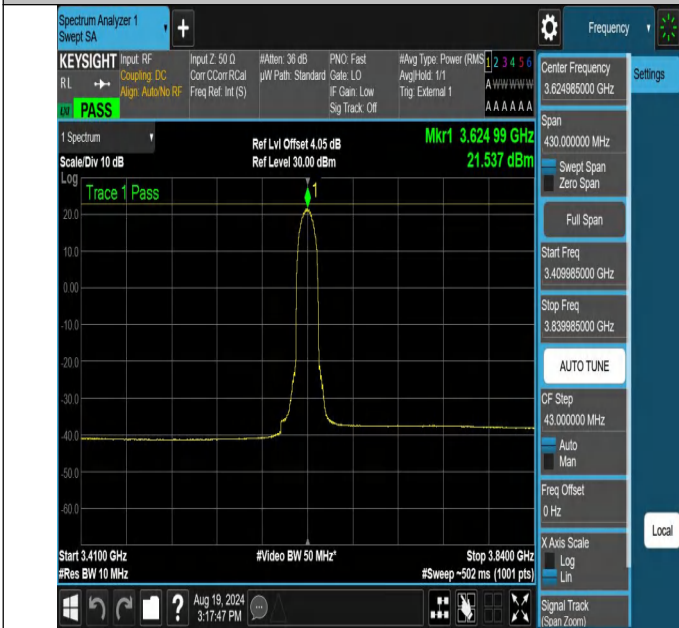 Spectrum Analyzer 1
Swept SA
+
Frequency
KEYSIGHT
RL
PASS
Input: RF
Coupling: DC
Align: Auto/No RF
Input Z: 50 Ω
Corr CCorr RCal
Freq Ref: Int (S)
#Atten: 36 dB
µW Path: Standard
PNO: Fast
Gate: LO
IF Gain: Low
Sig Track: Off
#Avg Type: Power (RMS
Avg|Hold: 1/1
Trig: External 1
1 2 3 4 5 6
A W W W W W
A A A A A A
1 Spectrum
Scale/Div 10 dB
Log
Ref Lvl Offset 4.05 dB
Ref Level 30.00 dBm
Mkr1 3.624 99 GHz
21.537 dBm
Trace 1 Pass
1
20.0
10.0
0.00
-10.0
-20.0
-30.0
-40.0
-50.0
-60.0
Start 3.4100 GHz
#Res BW 10 MHz
#Video BW 50 MHz*
Stop 3.8400 GHz
#Sweep ~502 ms (1001 pts)
Center Frequency
3.624985000 GHz
Span
430.000000 MHz
Swept Span
Zero Span
Full Span
Start Freq
3.409985000 GHz
Stop Freq
3.839985000 GHz
AUTO TUNE
CF Step
43.000000 MHz
Auto
Man
Freq Offset
0 Hz
X Axis Scale
Log
Lin
Signal Track
(Span Zoom)
Settings
Local
?
Aug 19, 2024
3:17:47 PM